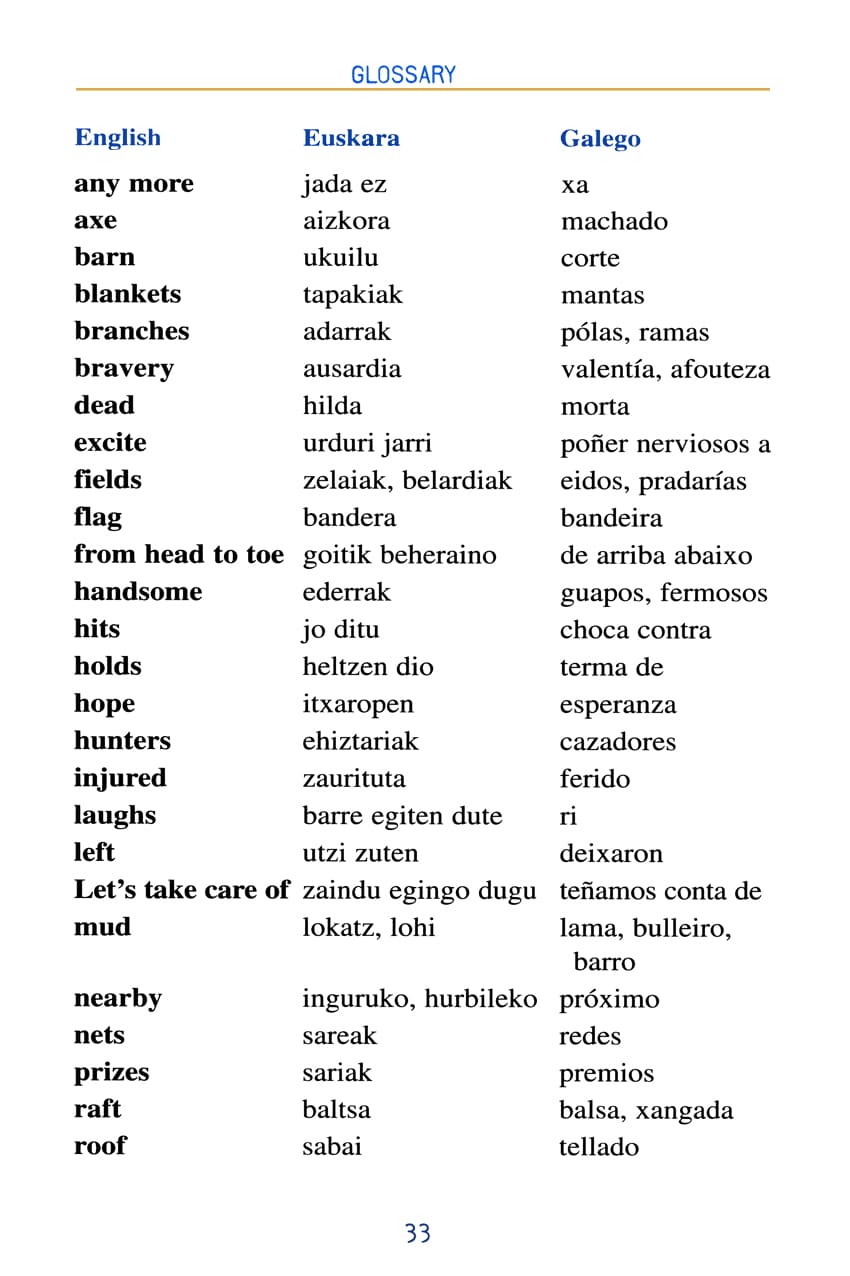 GLOSSARY
English Euskara Galego
any more jada ez xa
axe aizkora machado
barn ukuilu corte
blankets tapakiak mantas
branches adarrak pólas, ramas
bravery ausardia valentía, afouteza
dead hilda morta
excite urduri jarri poñer nerviosos a
fields zelaiak, belardiak eidos, pradarías
flag bandera bandeira
from head to toe goitik beheraino de arriba abaixo
handsome ederrak guapos, fermosos
hits jo ditu choca contra
holds heltzen dio terma de
hope itxaropen esperanza
hunters ehiztariak cazadores
injured zaurituta ferido
laughs barre egiten dute ri
left utzi zuten deixaron
Let’s take care of zaindu egingo dugu teñamos conta de
mud lokatz, lohi lama, bulleiro,
barro
nearby inguruko, hurbileko próximo
nets sareak redes
prizes sariak premios
raft baltsa balsa, xangada
roof sabai tellado
33